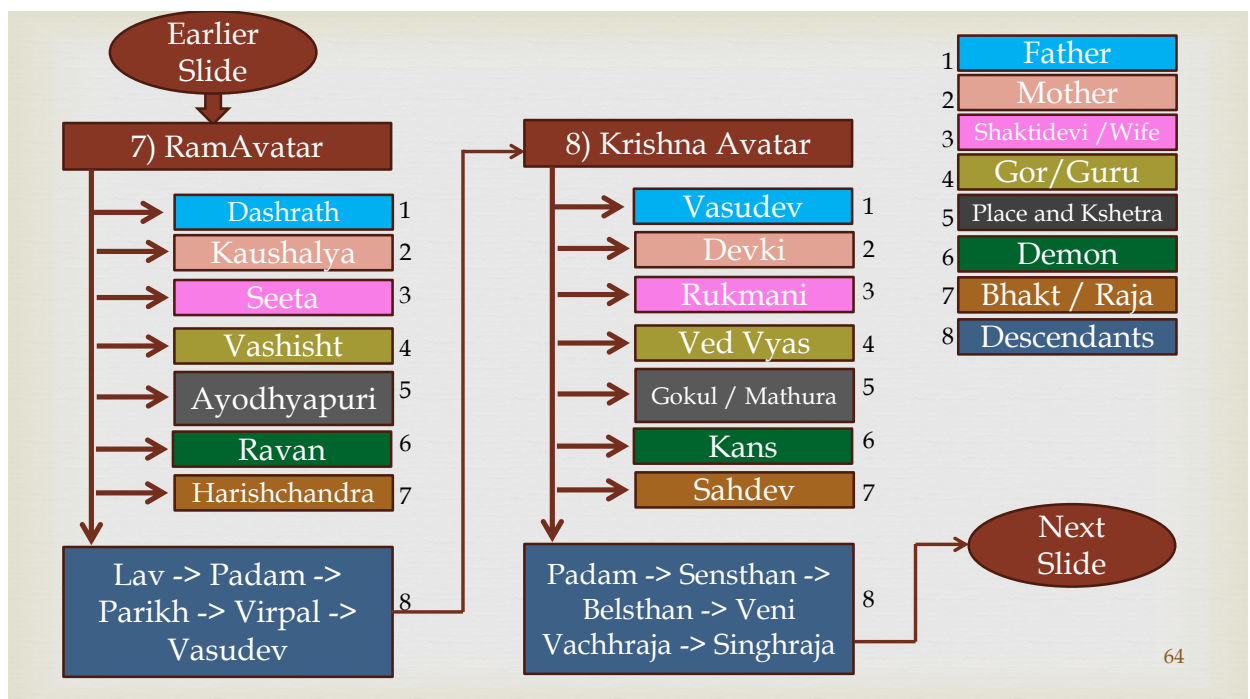 Earlier
Slide
7) RamAvatar
Dashrath 1
Kaushalya 2
Seeta 3
Vashisht 4
Ayodhyapuri 5
Ravan 6
Harishchandra 7
Lav -> Padam ->
Parikh -> Virpal ->
Vasudev
8
8) Krishna Avatar
Vasudev 1
Devki 2
Rukmani 3
Ved Vyas 4
Gokul / Mathura 5
Kans 6
Sahdev 7
Padam -> Sensthan ->
Belsthan -> Veni
Vachhraja -> Singhraja
8
1 Father
2 Mother
3 Shaktidevi /Wife
4 Gor/Guru
5 Place and Kshetra
6 Demon
7 Bhakt / Raja
8 Descendants
Next
Slide
64